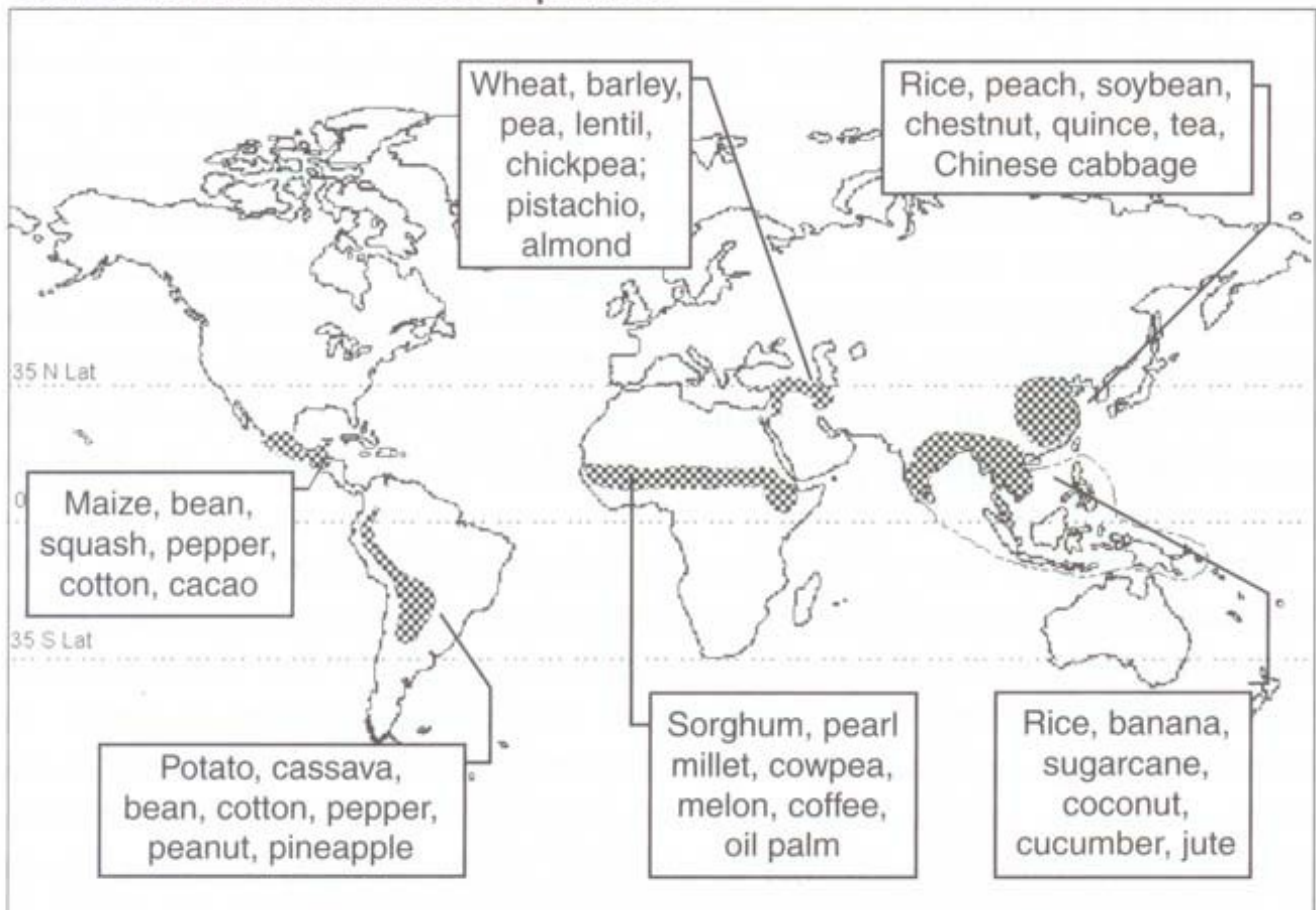 Wheat, barley,
pea, lentil,
chickpea;
pistachio,
almond
Rice, peach, soybean,
chestnut, quince, tea,
Chinese cabbage
35 N Lat
Maize, bean,
squash, pepper,
cotton, cacao
0
35 S Lat
Potato, cassava,
bean, cotton, pepper,
peanut, pineapple
Sorghum, pearl
millet, cowpea,
melon, coffee,
oil palm
Rice, banana,
sugarcane,
coconut,
cucumber, jute